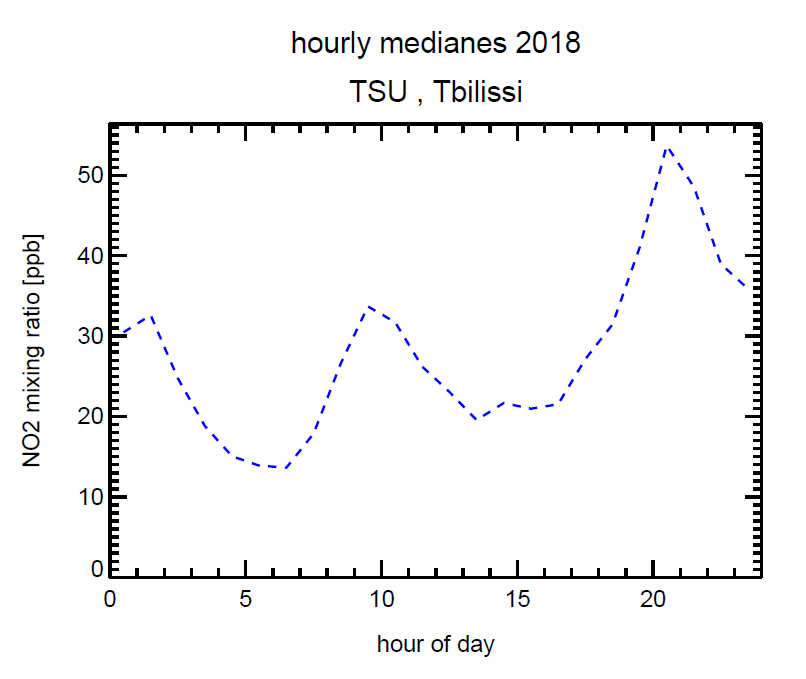 hourly medianes 2018
TSU , Tbilissi
50
40
30
20
10
0
NO2 mixing ratio [ppb]
0 5 10 15 20
hour of day